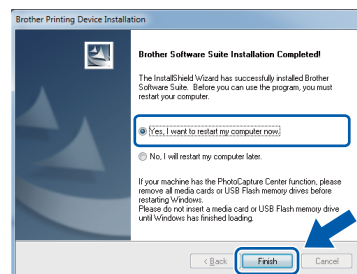 Brother Printing Device Installation
Brother Software Suite Installation Completed!
The InstallShield Wizard has successfully installed Brother
Software Suite. Before you can use the program, you must
restart your computer.
Yes, I want to restart my computer now.
No, I will restart my computer later.
If your machine has the PhotoCapture Center function, please
remove all media cards or USB Flash memory drives before
restarting Windows.
Please do not insert a media card or USB Flash memory drive
until Windows has finished loading.
< Back
Finish
Cancel